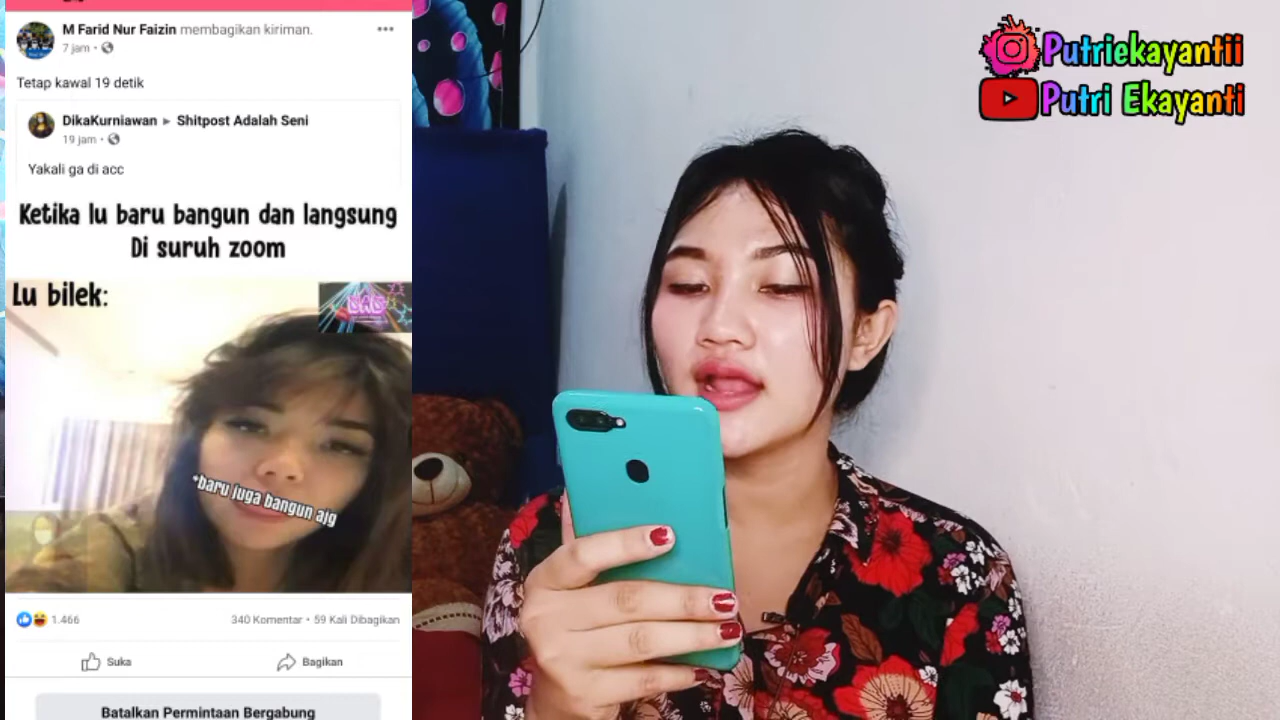 M Farid Nur Faizin membagikan kiriman.
7 jam •
Tetap kawal 19 detik
DikaKurniawan ▸ Shitpost Adalah Seni
19 jam •
Yakali ga di acc
Ketika lu baru bangun dan langsung
Di suruh zoom
Lu bilek:
*baru juga bangun ajg
1.466
340 Komentar • 59 Kali Dibagikan
Suka
Bagikan
Batalkan Permintaan Bergabung
Putriekayantii
Putri Ekayanti